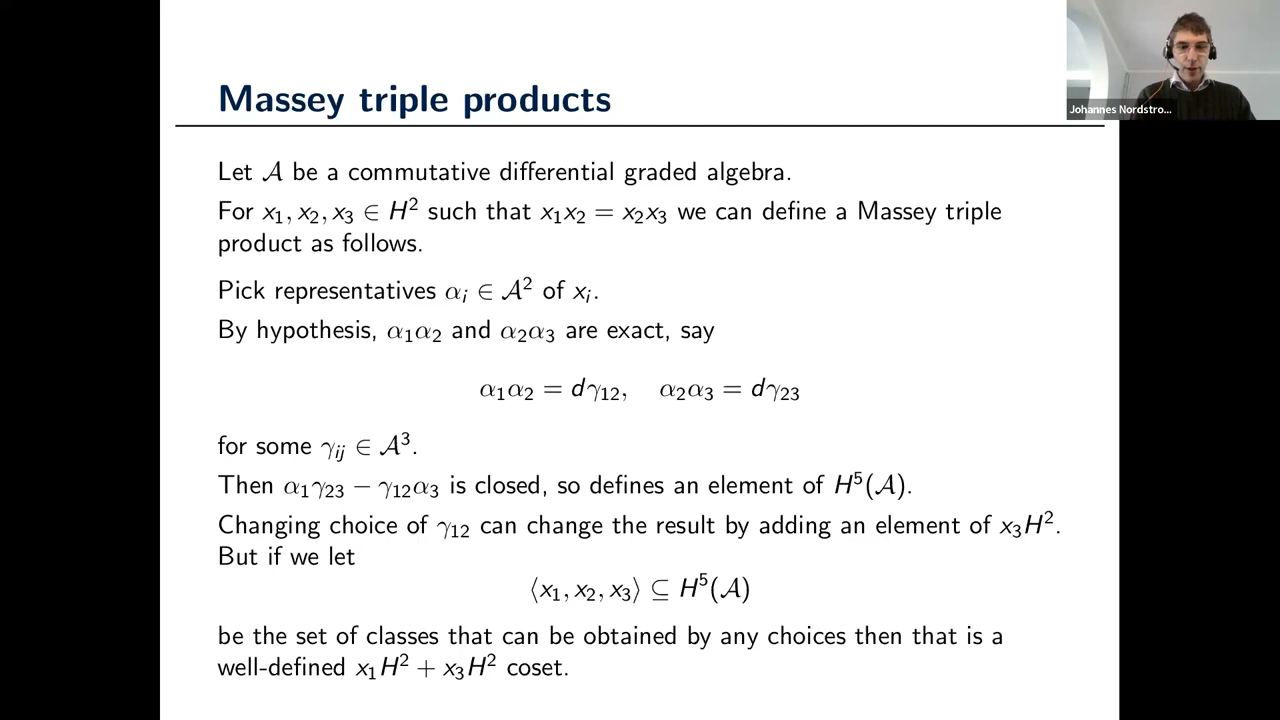 Massey triple products
Johannes Nordstro...
Let 𝒜 be a commutative differential graded algebra.
For x₁, x₂, x₃ ∈ H² such that x₁x₂ = x₂x₃ we can define a Massey triple
product as follows.
Pick representatives αᵢ ∈ 𝒜² of xᵢ.
By hypothesis, α₁α₂ and α₂α₃ are exact, say
α₁α₂ = dγ₁₂, α₂α₃ = dγ₂₃
for some γᵢⱼ ∈ 𝒜³.
Then α₁γ₂₃ − γ₁₂α₃ is closed, so defines an element of H⁵(𝒜).
Changing choice of γ₁₂ can change the result by adding an element of x₃H².
But if we let
⟨x₁, x₂, x₃⟩ ⊆ H⁵(𝒜)
be the set of classes that can be obtained by any choices then that is a
well-defined x₁H² + x₃H² coset.